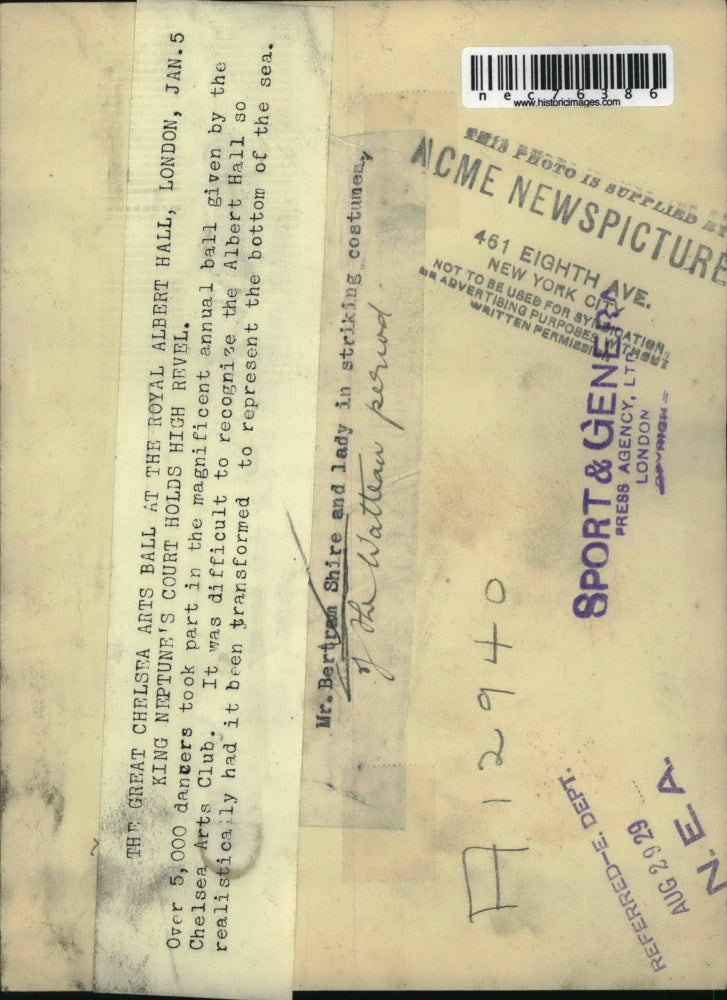 THE GREAT CHELSEA ARTS BALL AT THE ROYAL ALBERT HALL, LONDON, JAN. 5
KING NEPTUNE'S COURT HOLDS HIGH REVEL.
Over 5,000 dancers took part in the magnificent annual ball given by the
Chelsea Arts Club. It was difficult to recognize the Albert Hall so
realistically had it been transformed to represent the bottom of the sea.
Mr. Bertram Shire and lady in striking costumes,
of the Watteau period.
nec76386
www.historicimages.com
THIS PHOTO IS SUPPLIED BY
ACME NEWSPICTURE
461 EIGHTH AVE.
NEW YORK CITY
NOT TO BE USED FOR SYNDICATION
OR ADVERTISING PURPOSES WITHOUT
WRITTEN PERMISSI
SPORT & GENERA
PRESS AGENCY, LTD
LONDON
COPYRIGH
A12940
REFERRED-E. DEPT.
AUG 29 29
N.E.A.